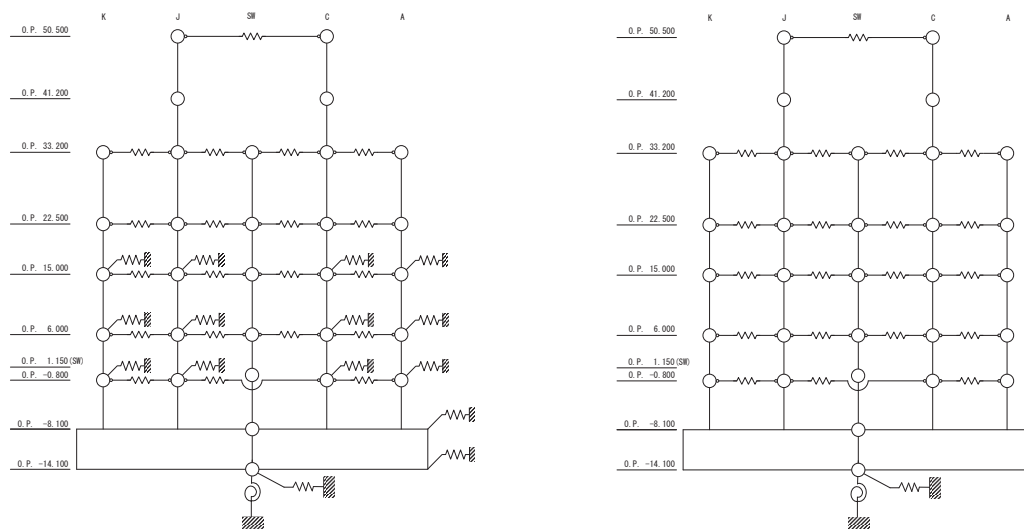 K J SW C A
O.P. 50.500
O.P. 41.200
O.P. 33.200
O.P. 22.500
O.P. 15.000
O.P. 6.000
O.P. 1.150(SW)
O.P. -0.800
O.P. -8.100
O.P. -14.100
K J SW C A
O.P. 50.500
O.P. 41.200
O.P. 33.200
O.P. 22.500
O.P. 15.000
O.P. 6.000
O.P. 1.150(SW)
O.P. -0.800
O.P. -8.100
O.P. -14.100